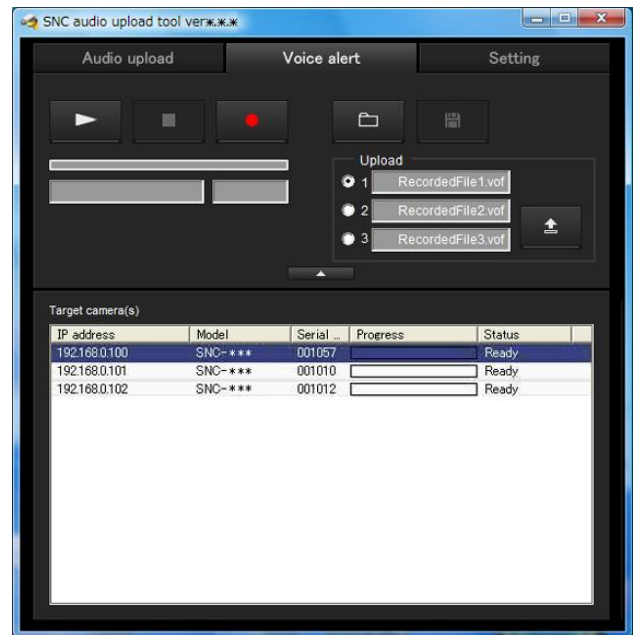 SNC audio upload tool ver*.*.*
Audio upload Voice alert Setting
Upload
1 RecordedFile1.vof
2 RecordedFile2.vof
3 RecordedFile3.vof
Target camera(s)
IP address Model Serial ... Progress Status
192.168.0.100 SNC-*** 001057 Ready
192.168.0.101 SNC-*** 001010 Ready
192.168.0.102 SNC-*** 001012 Ready